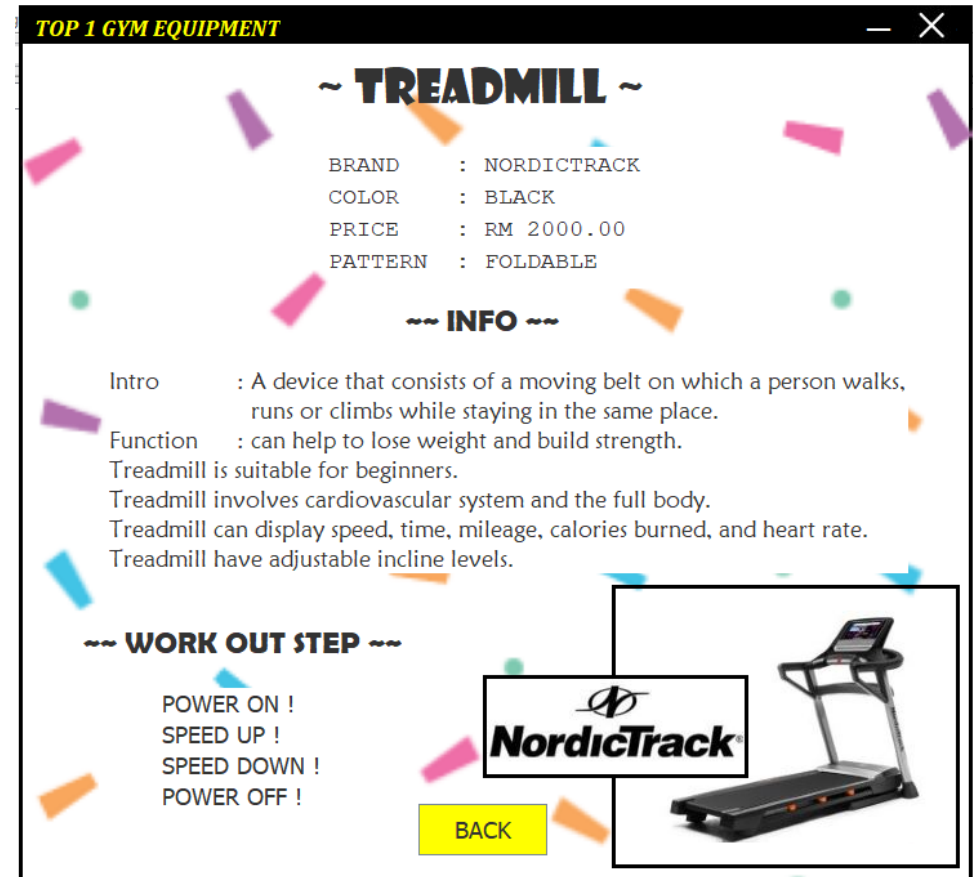 TOP 1 GYM EQUIPMENT
~ TREADMILL ~
BRAND : NORDICTRACK
COLOR : BLACK
PRICE : RM 2000.00
PATTERN : FOLDABLE
~~ INFO ~~
Intro : A device that consists of a moving belt on which a person walks,
runs or climbs while staying in the same place.
Function : can help to lose weight and build strength.
Treadmill is suitable for beginners.
Treadmill involves cardiovascular system and the full body.
Treadmill can display speed, time, mileage, calories burned, and heart rate.
Treadmill have adjustable incline levels.
~~ WORK OUT STEP ~~
POWER ON !
SPEED UP !
SPEED DOWN !
POWER OFF !
NordicTrack®
NordicTrack
BACK